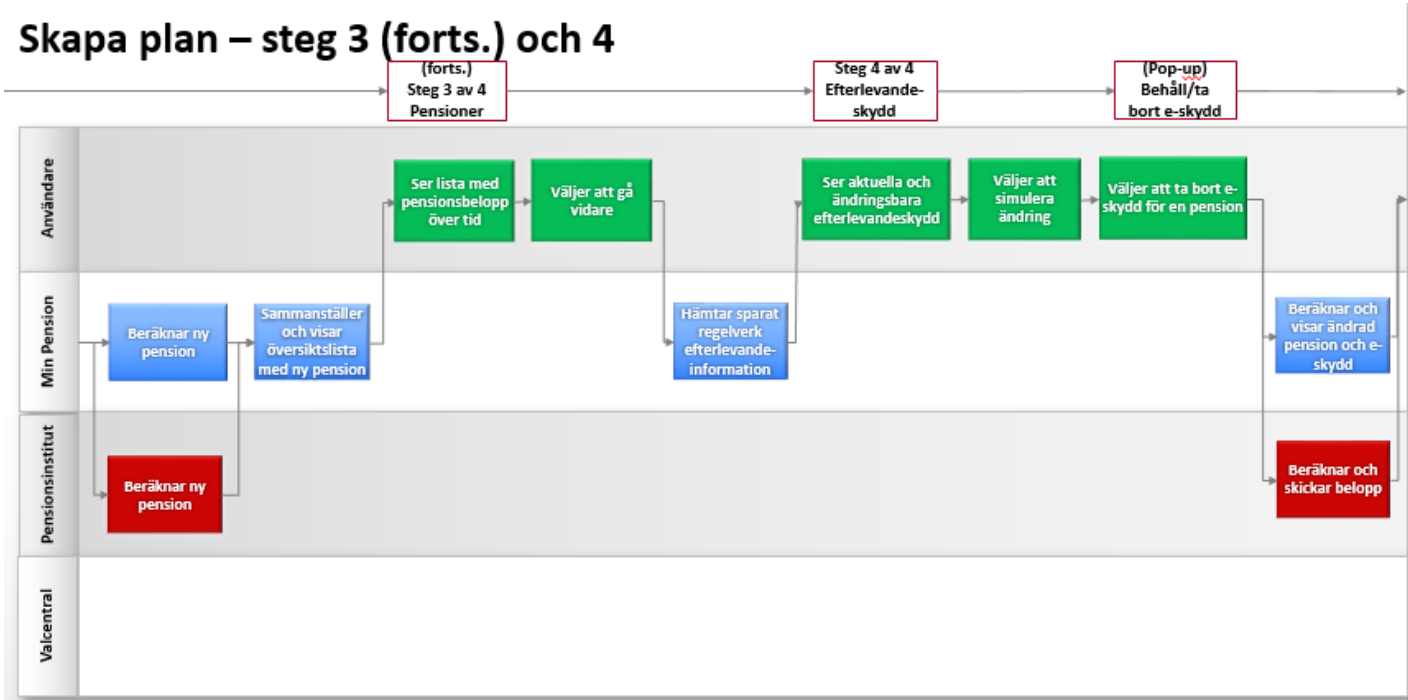 Skapa plan – steg 3 (forts.) och 4
(forts.)
Steg 3 av 4
Pensioner
Steg 4 av 4
Efterlevande-
skydd
(Pop-up)
Behåll/ta
bort e-skydd
Användare
Ser lista med
pensionsbelopp
över tid
Väljer att gå
vidare
Ser aktuella och
ändringsbara
efterlevandeskydd
Väljer att
simulera
ändring
Väljer att ta bort e-
skydd för en pension
Min Pension
Beräknar ny
pension
Sammanställer
och visar
översiktslista
med ny pension
Hämtar sparat
regelverk
efterlevande-
information
Beräknar och
visar ändrad
pension och e-
skydd
Pensionsinstitut
Beräknar ny
pension
Beräknar och
skickar belopp
Valcentral